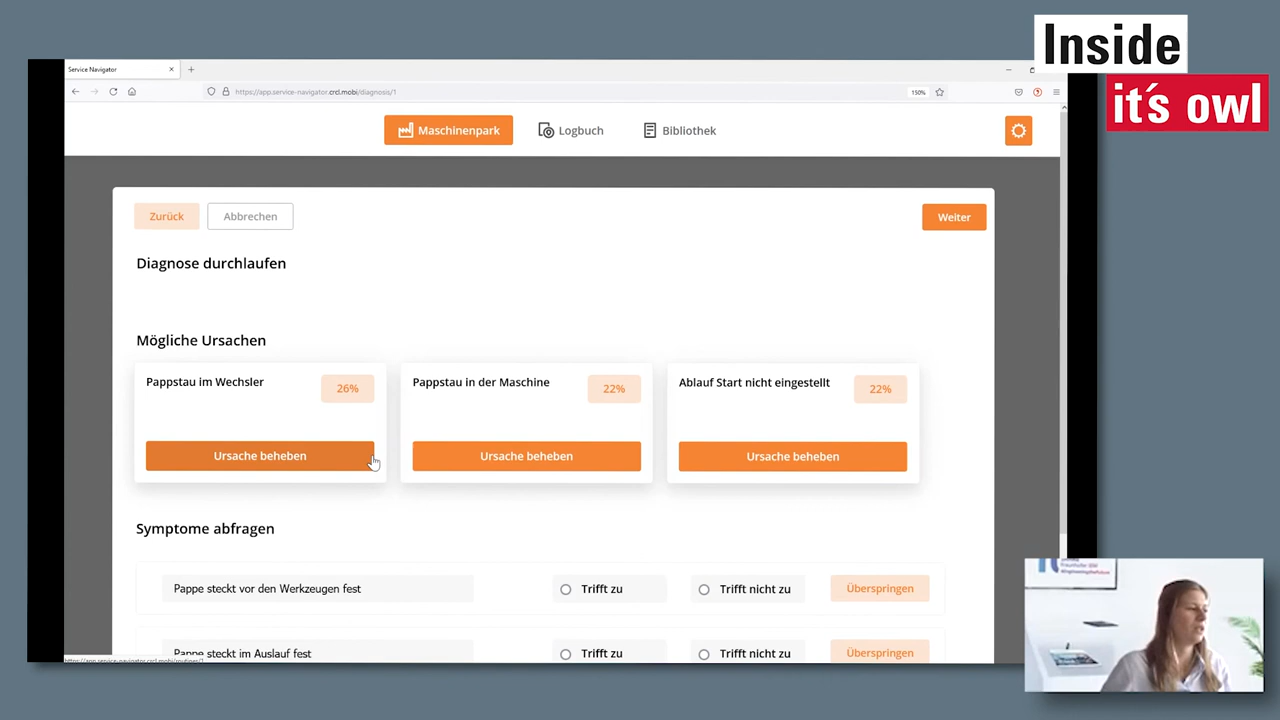 Inside
it's owl
Service Navigator
https://app.service-navigator.crcl.mobi/diagnosis/1
150%
Maschinenpark
Logbuch
Bibliothek
Zurück
Abbrechen
Weiter
Diagnose durchlaufen
Mögliche Ursachen
Pappstau im Wechsler
26%
Pappstau in der Maschine
22%
Ablauf Start nicht eingestellt
22%
Ursache beheben
Ursache beheben
Ursache beheben
Symptome abfragen
Pappe steckt vor den Werkzeugen fest
Trifft zu
Trifft nicht zu
Überspringen
Pappe steckt im Auslauf fest
Trifft zu
Trifft nicht zu
Überspringen